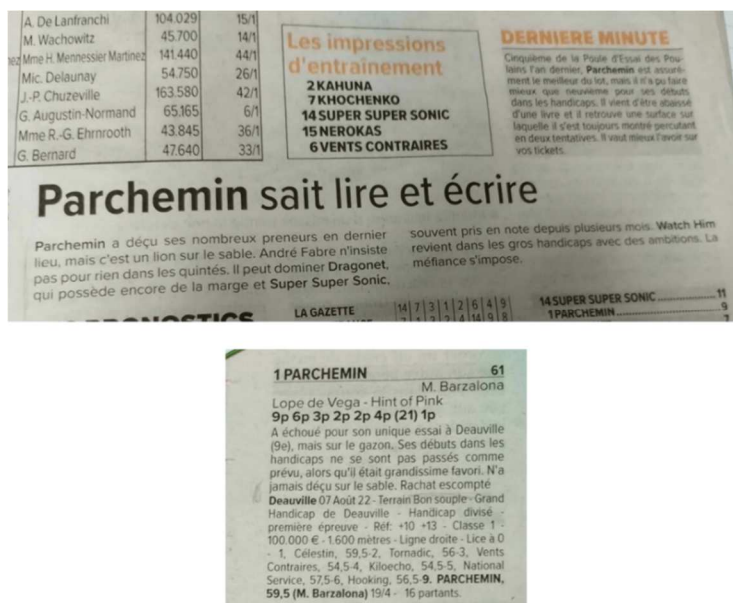 A. De Lanfranchi 104.029 15/1
M. Wachowitz 45.700 14/1
nez Mme H. Mennessier Martinez 141.440 44/1
Mic. Delaunay 54.750 26/1
J.-P. Chuzeville 163.580 42/1
G. Augustin-Normand 65.165 6/1
Mme R.-G. Ehrnrooth 43.845 36/1
G. Bernard 47.640 33/1
Les impressions
d'entraînement
2 KAHUNA
7 KHOCHENKO
14 SUPER SUPER SONIC
15 NEROKAS
6 VENTS CONTRAIRES
DERNIERE MINUTE
Cinquième de la Poule d'Essai des Pou-
lains l'an dernier, Parchemin est assuré-
ment le meilleur du lot, mais il n'a pu faire
mieux que neuvième pour ses débuts
dans les handicaps. Il vient d'être abaissé
d'une livre et il retrouve une surface sur
laquelle il s'est toujours montré percutant
en deux tentatives. Il vaut mieux l'avoir sur
vos tickets.
Parchemin sait lire et écrire
Parchemin a déçu ses nombreux preneurs en dernier
lieu, mais c'est un lion sur le sable. André Fabre n'insiste
pas pour rien dans les quintés. Il peut dominer Dragonet,
qui possède encore de la marge et Super Super Sonic,
souvent pris en note depuis plusieurs mois. Watch Him
revient dans les gros handicaps avec des ambitions. La
méfiance s'impose.
PRONOSTICS
LA GAZETTE 14 7 3 1 2 6 4 9
14 SUPER SUPER SONIC 11
1 PARCHEMIN 9
1 PARCHEMIN 61
M. Barzalona
Lope de Vega - Hint of Pink
9p 6p 3p 2p 2p 4p (21) 1p
A échoué pour son unique essai à Deauville
(9e), mais sur le gazon. Ses débuts dans les
handicaps ne se sont pas passés comme
prévu, alors qu'il était grandissime favori. N'a
jamais déçu sur le sable. Rachat escompté
Deauville 07 Août 22 - Terrain Bon souple - Grand
Handicap de Deauville - Handicap divisé -
première épreuve - Réf: +10 +13 - Classe 1 -
100.000 € - 1.600 mètres - Ligne droite - Lice à 0
- 1, Célestin, 59,5-2, Tornadic, 56-3, Vents
Contraires, 54,5-4, Kiloecho, 54,5-5, National
Service, 57,5-6, Hooking, 56,5-9. PARCHEMIN,
59,5 (M. Barzalona) 19/4 - 16 partants.